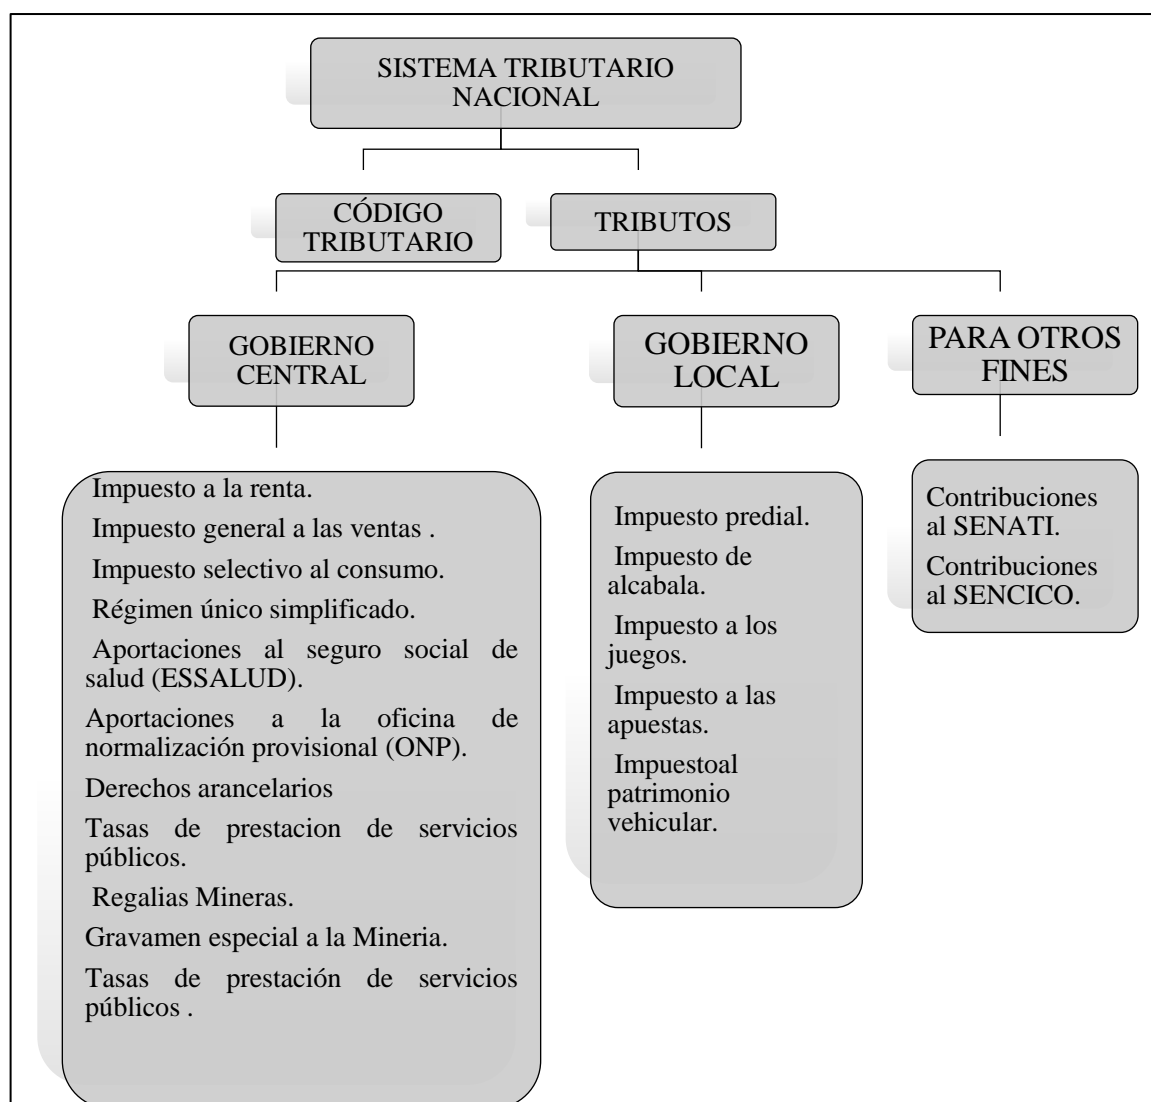 SISTEMA TRIBUTARIO
NACIONAL
CÓDIGO
TRIBUTARIO
TRIBUTOS
GOBIERNO
CENTRAL
GOBIERNO
LOCAL
PARA OTROS
FINES
Impuesto a la renta.
Impuesto general a las ventas .
Impuesto selectivo al consumo.
Régimen único simplificado.
Aportaciones al seguro social de
salud (ESSALUD).
Aportaciones a la oficina de
normalización provisional (ONP).
Derechos arancelarios
Tasas de prestacion de servicios
públicos.
Regalias Mineras.
Gravamen especial a la Mineria.
Tasas de prestación de servicios
públicos .
Impuesto predial.
Impuesto de
alcabala.
Impuesto a los
juegos.
Impuesto a las
apuestas.
Impuestoal
patrimonio
vehicular.
Contribuciones
al SENATI.
Contribuciones
al SENCICO.